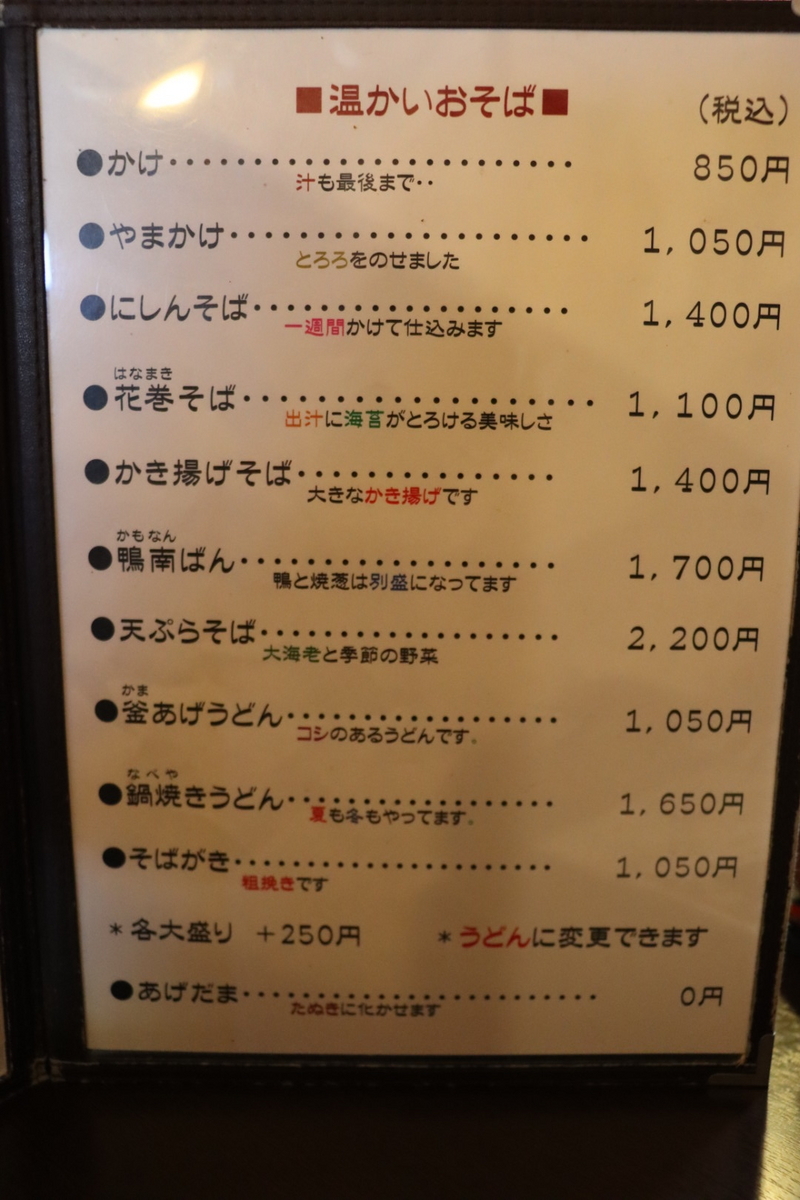 ■温かいおそば■
(税込)
●かけ・・・・・・・・・・・・・・・・・・・・・・・・ 850円
汁も最後まで‥
●やまかけ・・・・・・・・・・・・・・・・・・・・・ 1,050円
とろろをのせました
●にしんそば・・・・・・・・・・・・・・・・・・・ 1,400円
一週間かけて仕込みます
はなまき
●花巻そば・・・・・・・・・・・・・・・・・・・・・ 1,100円
出汁に海苔がとろける美味しさ
●かき揚げそば・・・・・・・・・・・・・・・ 1,400円
大きなかき揚げです
かもなん
●鴨南ばん・・・・・・・・・・・・・・・・・・・ 1,700円
鴨と焼葱は別盛になってます
●天ぷらそば・・・・・・・・・・・・・・・・・・ 2,200円
大海老と季節の野菜
かま
●釜あげうどん・・・・・・・・・・・・・・・・ 1,050円
コシのあるうどんです。
なべや
●鍋焼きうどん・・・・・・・・・・・・・・・・ 1,650円
夏も冬もやってます。
●そばがき・・・・・・・・・・・・・・・・・・・・・ 1,050円
粗挽きです
*各大盛り +250円 *うどんに変更できます
●あげだま・・・・・・・・・・・・・・・・・・・・・・・ 0円
たぬきに化かせます